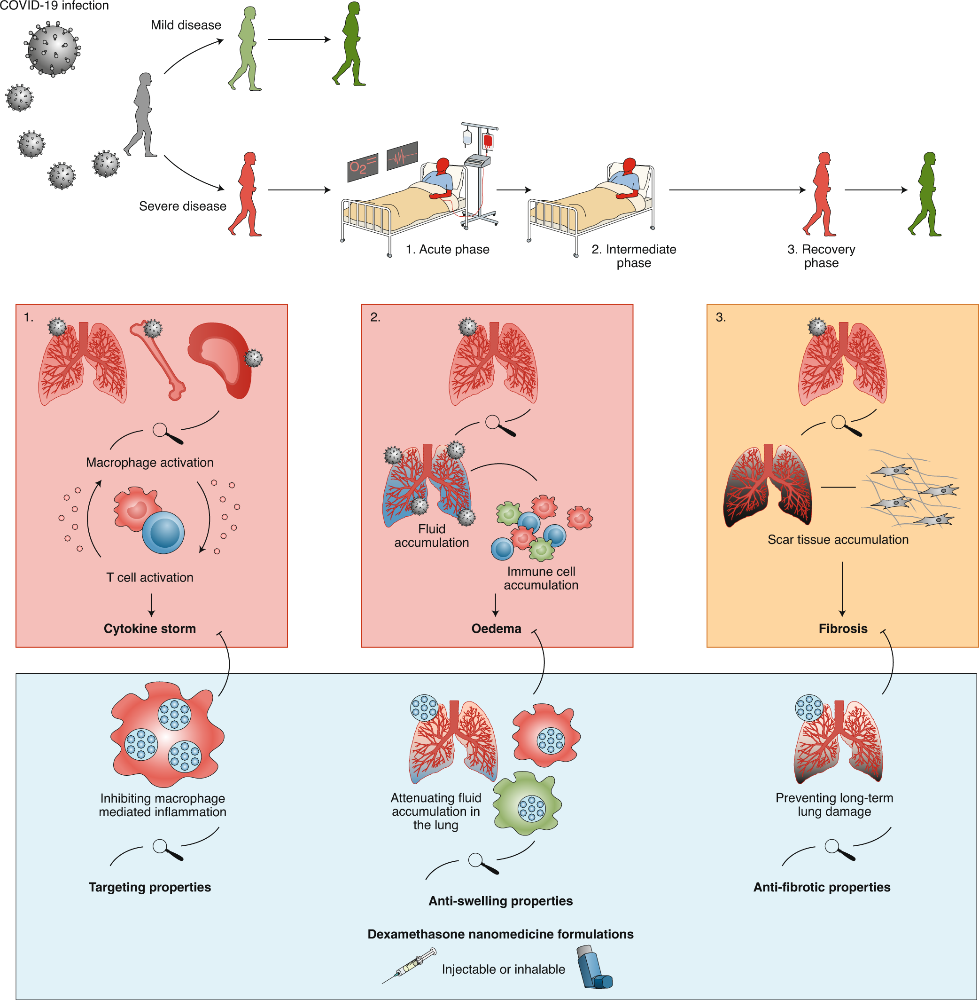 COVID-19 infection
Mild disease
Severe disease
O2
1. Acute phase
2. Intermediate
phase
3. Recovery
phase
1.
Macrophage activation
T cell activation
Cytokine storm
2.
Fluid
accumulation
Immune cell
accumulation
Oedema
3.
Scar tissue accumulation
Fibrosis
Inhibiting macrophage
mediated inflammation
Targeting properties
Attenuating fluid
accumulation in
the lung
Anti-swelling properties
Preventing long-term
lung damage
Anti-fibrotic properties
Dexamethasone nanomedicine formulations
Injectable or inhalable